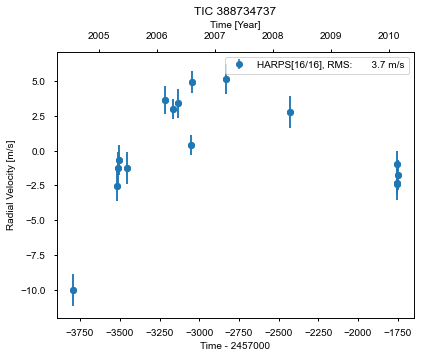 TIC 388734737
Time [Year]
2005 2006 2007 2008 2009 2010
HARPS[16/16], RMS: 3.7 m/s
Radial Velocity [m/s]
5.0
2.5
0.0
−2.5
−5.0
−7.5
−10.0
−3750 −3500 −3250 −3000 −2750 −2500 −2250 −2000 −1750
Time - 2457000